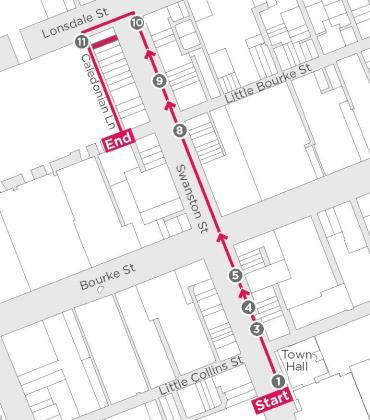 Lonsdale St
10
11
Caledonian Ln
9
Little Bourke St
8
End
Swanston St
5
Bourke St
4
3
Town
Hall
Little Collins St
1
Start